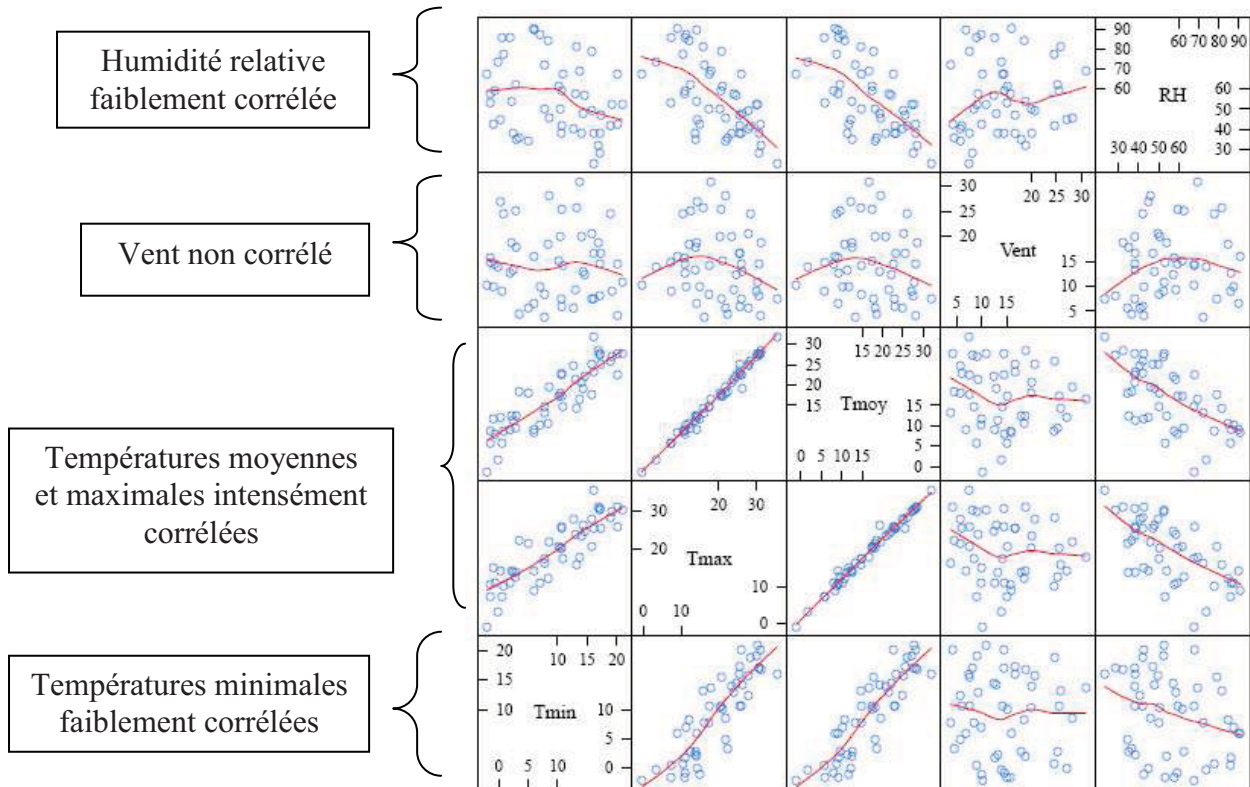 Humidité relative
faiblement corrélée
Vent non corrélé
Températures moyennes
et maximales intensément
corrélées
Températures minimales
faiblement corrélées
90
80
70
60
60 70 80 90
RH
60
50
40
30
30 40 50 60
30
25
20
20 25 30
Vent
15
10
5
5 10 15
30
25
20
15
15 20 25 30
Tmoy
15
10
5
0
0 5 10 15
30
20
20 30
Tmax
10
0
0 10
20
15
10
10 15 20
Tmin
10
5
0
0 5 10